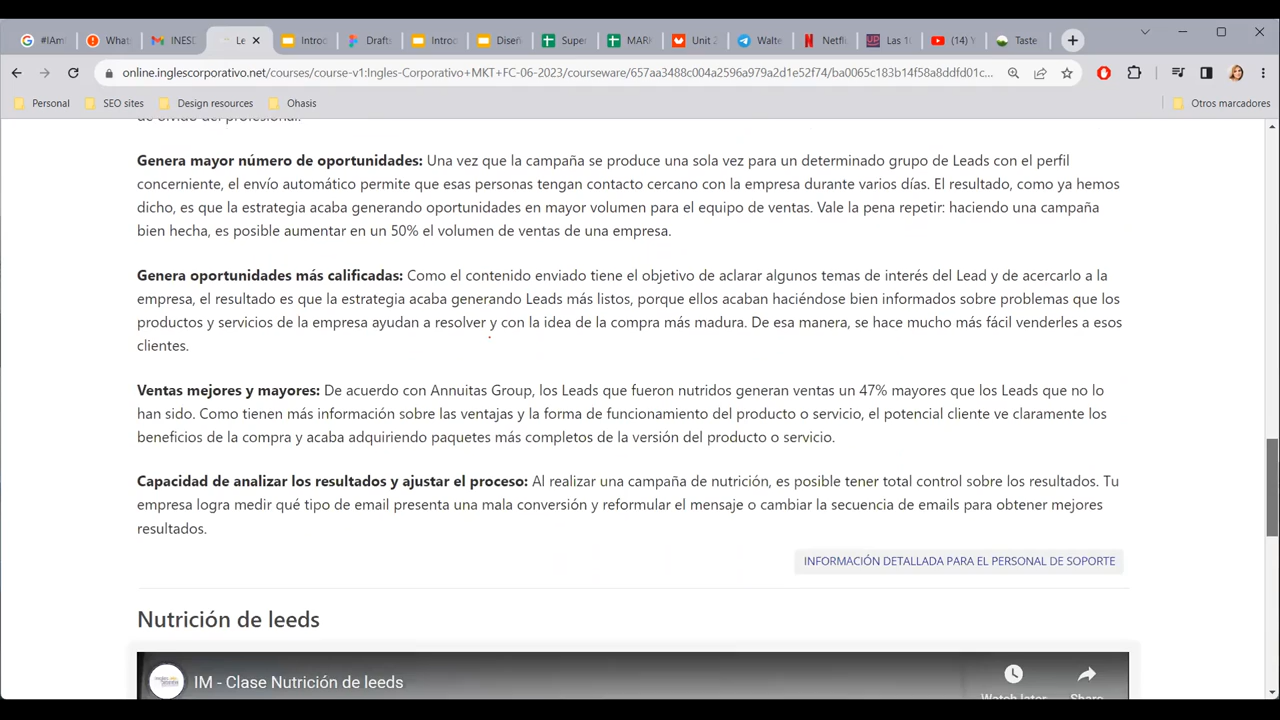 #IAm
What:
INESD
Le
Introd
Drafts
Introd
Diseñ
Super
MARK
Unit 2
Walte
Netfli
Las 10
(14) Y
Taste
online.inglescorporativo.net/courses/course-v1:Ingles-Corporativo+MKT+FC-06-2023/courseware/657aa3488c004a2596a979a2d1e52f74/ba0065c183b14f58a8ddfd01c...
Personal
SEO sites
Design resources
Ohasis
Otros marcadores
de olvido del profesional.
Genera mayor número de oportunidades: Una vez que la campaña se produce una sola vez para un determinado grupo de Leads con el perfil
concerniente, el envío automático permite que esas personas tengan contacto cercano con la empresa durante varios días. El resultado, como ya hemos
dicho, es que la estrategia acaba generando oportunidades en mayor volumen para el equipo de ventas. Vale la pena repetir: haciendo una campaña
bien hecha, es posible aumentar en un 50% el volumen de ventas de una empresa.
Genera oportunidades más calificadas: Como el contenido enviado tiene el objetivo de aclarar algunos temas de interés del Lead y de acercarlo a la
empresa, el resultado es que la estrategia acaba generando Leads más listos, porque ellos acaban haciéndose bien informados sobre problemas que los
productos y servicios de la empresa ayudan a resolver y con la idea de la compra más madura. De esa manera, se hace mucho más fácil venderles a esos
clientes.
Ventas mejores y mayores: De acuerdo con Annuitas Group, los Leads que fueron nutridos generan ventas un 47% mayores que los Leads que no lo
han sido. Como tienen más información sobre las ventajas y la forma de funcionamiento del producto o servicio, el potencial cliente ve claramente los
beneficios de la compra y acaba adquiriendo paquetes más completos de la versión del producto o servicio.
Capacidad de analizar los resultados y ajustar el proceso: Al realizar una campaña de nutrición, es posible tener total control sobre los resultados. Tu
empresa logra medir qué tipo de email presenta una mala conversión y reformular el mensaje o cambiar la secuencia de emails para obtener mejores
resultados.
INFORMACIÓN DETALLADA PARA EL PERSONAL DE SOPORTE
Nutrición de leeds
IM - Clase Nutrición de leeds
Watch later
Share